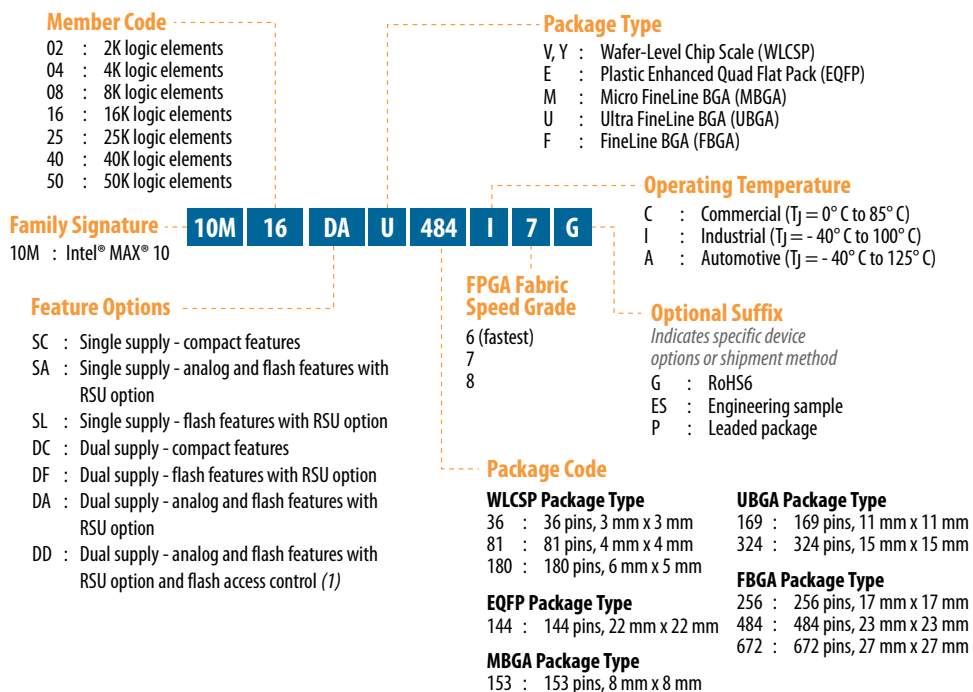 Member Code
02 : 2K logic elements
04 : 4K logic elements
08 : 8K logic elements
16 : 16K logic elements
25 : 25K logic elements
40 : 40K logic elements
50 : 50K logic elements
Package Type
V, Y : Wafer-Level Chip Scale (WLCSP)
E : Plastic Enhanced Quad Flat Pack (EQFP)
M : Micro FineLine BGA (MBGA)
U : Ultra FineLine BGA (UBGA)
F : FineLine BGA (FBGA)
Family Signature
10M : Intel® MAX® 10
10M 16 DA U 484 I 7 G
Operating Temperature
C : Commercial (TJ = 0° C to 85° C)
I : Industrial (TJ = - 40° C to 100° C)
A : Automotive (TJ = - 40° C to 125° C)
Feature Options
SC : Single supply - compact features
SA : Single supply - analog and flash features with
RSU option
SL : Single supply - flash features with RSU option
DC : Dual supply - compact features
DF : Dual supply - flash features with RSU option
DA : Dual supply - analog and flash features with
RSU option
DD : Dual supply - analog and flash features with
RSU option and flash access control (1)
FPGA Fabric
Speed Grade
6 (fastest)
7
8
Optional Suffix
Indicates specific device
options or shipment method
G : RoHS6
ES : Engineering sample
P : Leaded package
Package Code
WLCSP Package Type
36 : 36 pins, 3 mm x 3 mm
81 : 81 pins, 4 mm x 4 mm
180 : 180 pins, 6 mm x 5 mm
EQFP Package Type
144 : 144 pins, 22 mm x 22 mm
MBGA Package Type
153 : 153 pins, 8 mm x 8 mm
UBGA Package Type
169 : 169 pins, 11 mm x 11 mm
324 : 324 pins, 15 mm x 15 mm
FBGA Package Type
256 : 256 pins, 17 mm x 17 mm
484 : 484 pins, 23 mm x 23 mm
672 : 672 pins, 27 mm x 27 mm